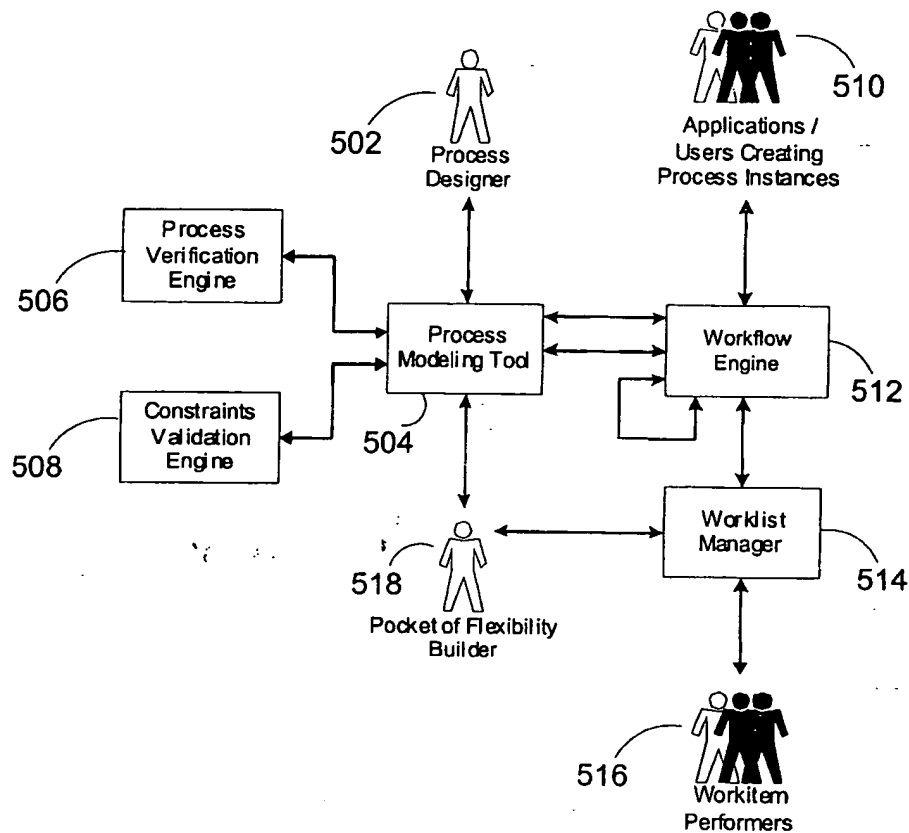 502
Process
Designer
510
Applications /
Users Creating
Process Instances
506
Process
Verification
Engine
Process
Modeling Tool
504
Workflow
Engine
512
508
Constraints
Validation
Engine
518
Pocket of Flexibility
Builder
Worklist
Manager
514
516
Workitem
Performers